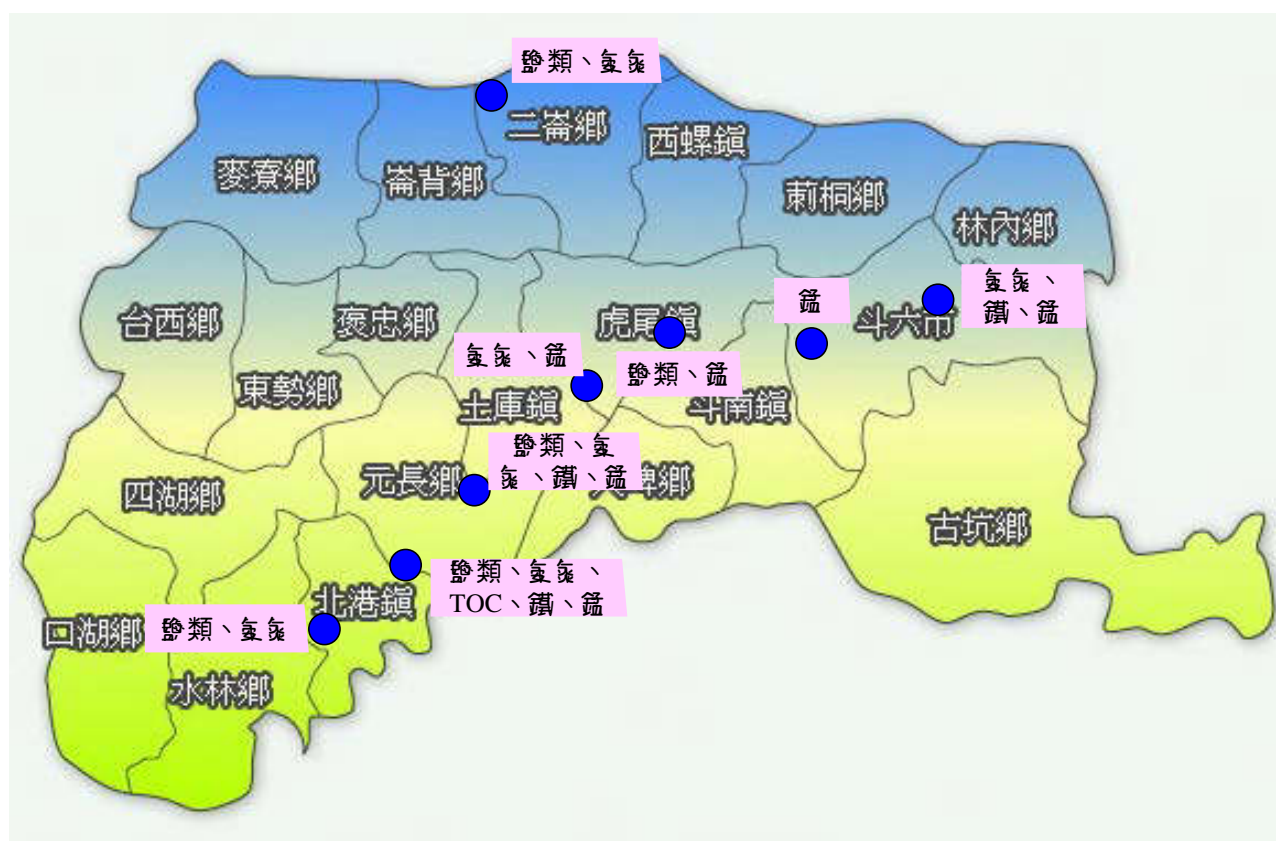 鹽類、氨氮
二崙鄉
西螺鎮
麥寮鄉
崙背鄉
莿桐鄉
林內鄉
氨氮、
鐵、錳
錳
台西鄉
褒忠鄉
虎尾鎮
斗六市
氨氮、錳
鹽類、錳
東勢鄉
土庫鎮
斗南鎮
鹽類、氨
氮、鐵、錳
四湖鄉
元長鄉
大埤鄉
古坑鄉
鹽類、氨氮、
TOC、鐵、錳
北港鎮
口湖鄉
鹽類、氨氮
水林鄉